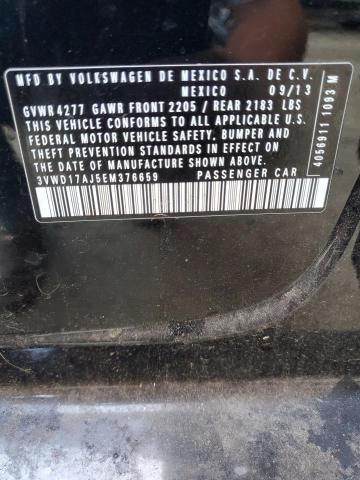 MFD BY VOLKSWAGEN DE MEXICO S.A. DE C.V.
MEXICO 09/13
GVWR 4277 GAWR FRONT 2205 / REAR 2183 LBS
THIS VEHICLE CONFORMS TO ALL APPLICABLE U.S.
FEDERAL MOTOR VEHICLE SAFETY, BUMPER AND
THEFT PREVENTION STANDARDS IN EFFECT ON THE
DATE OF MANUFACTURE SHOWN ABOVE.
3VWD17AJ5EM376659 PASSENGER CAR
4056911 1093 M